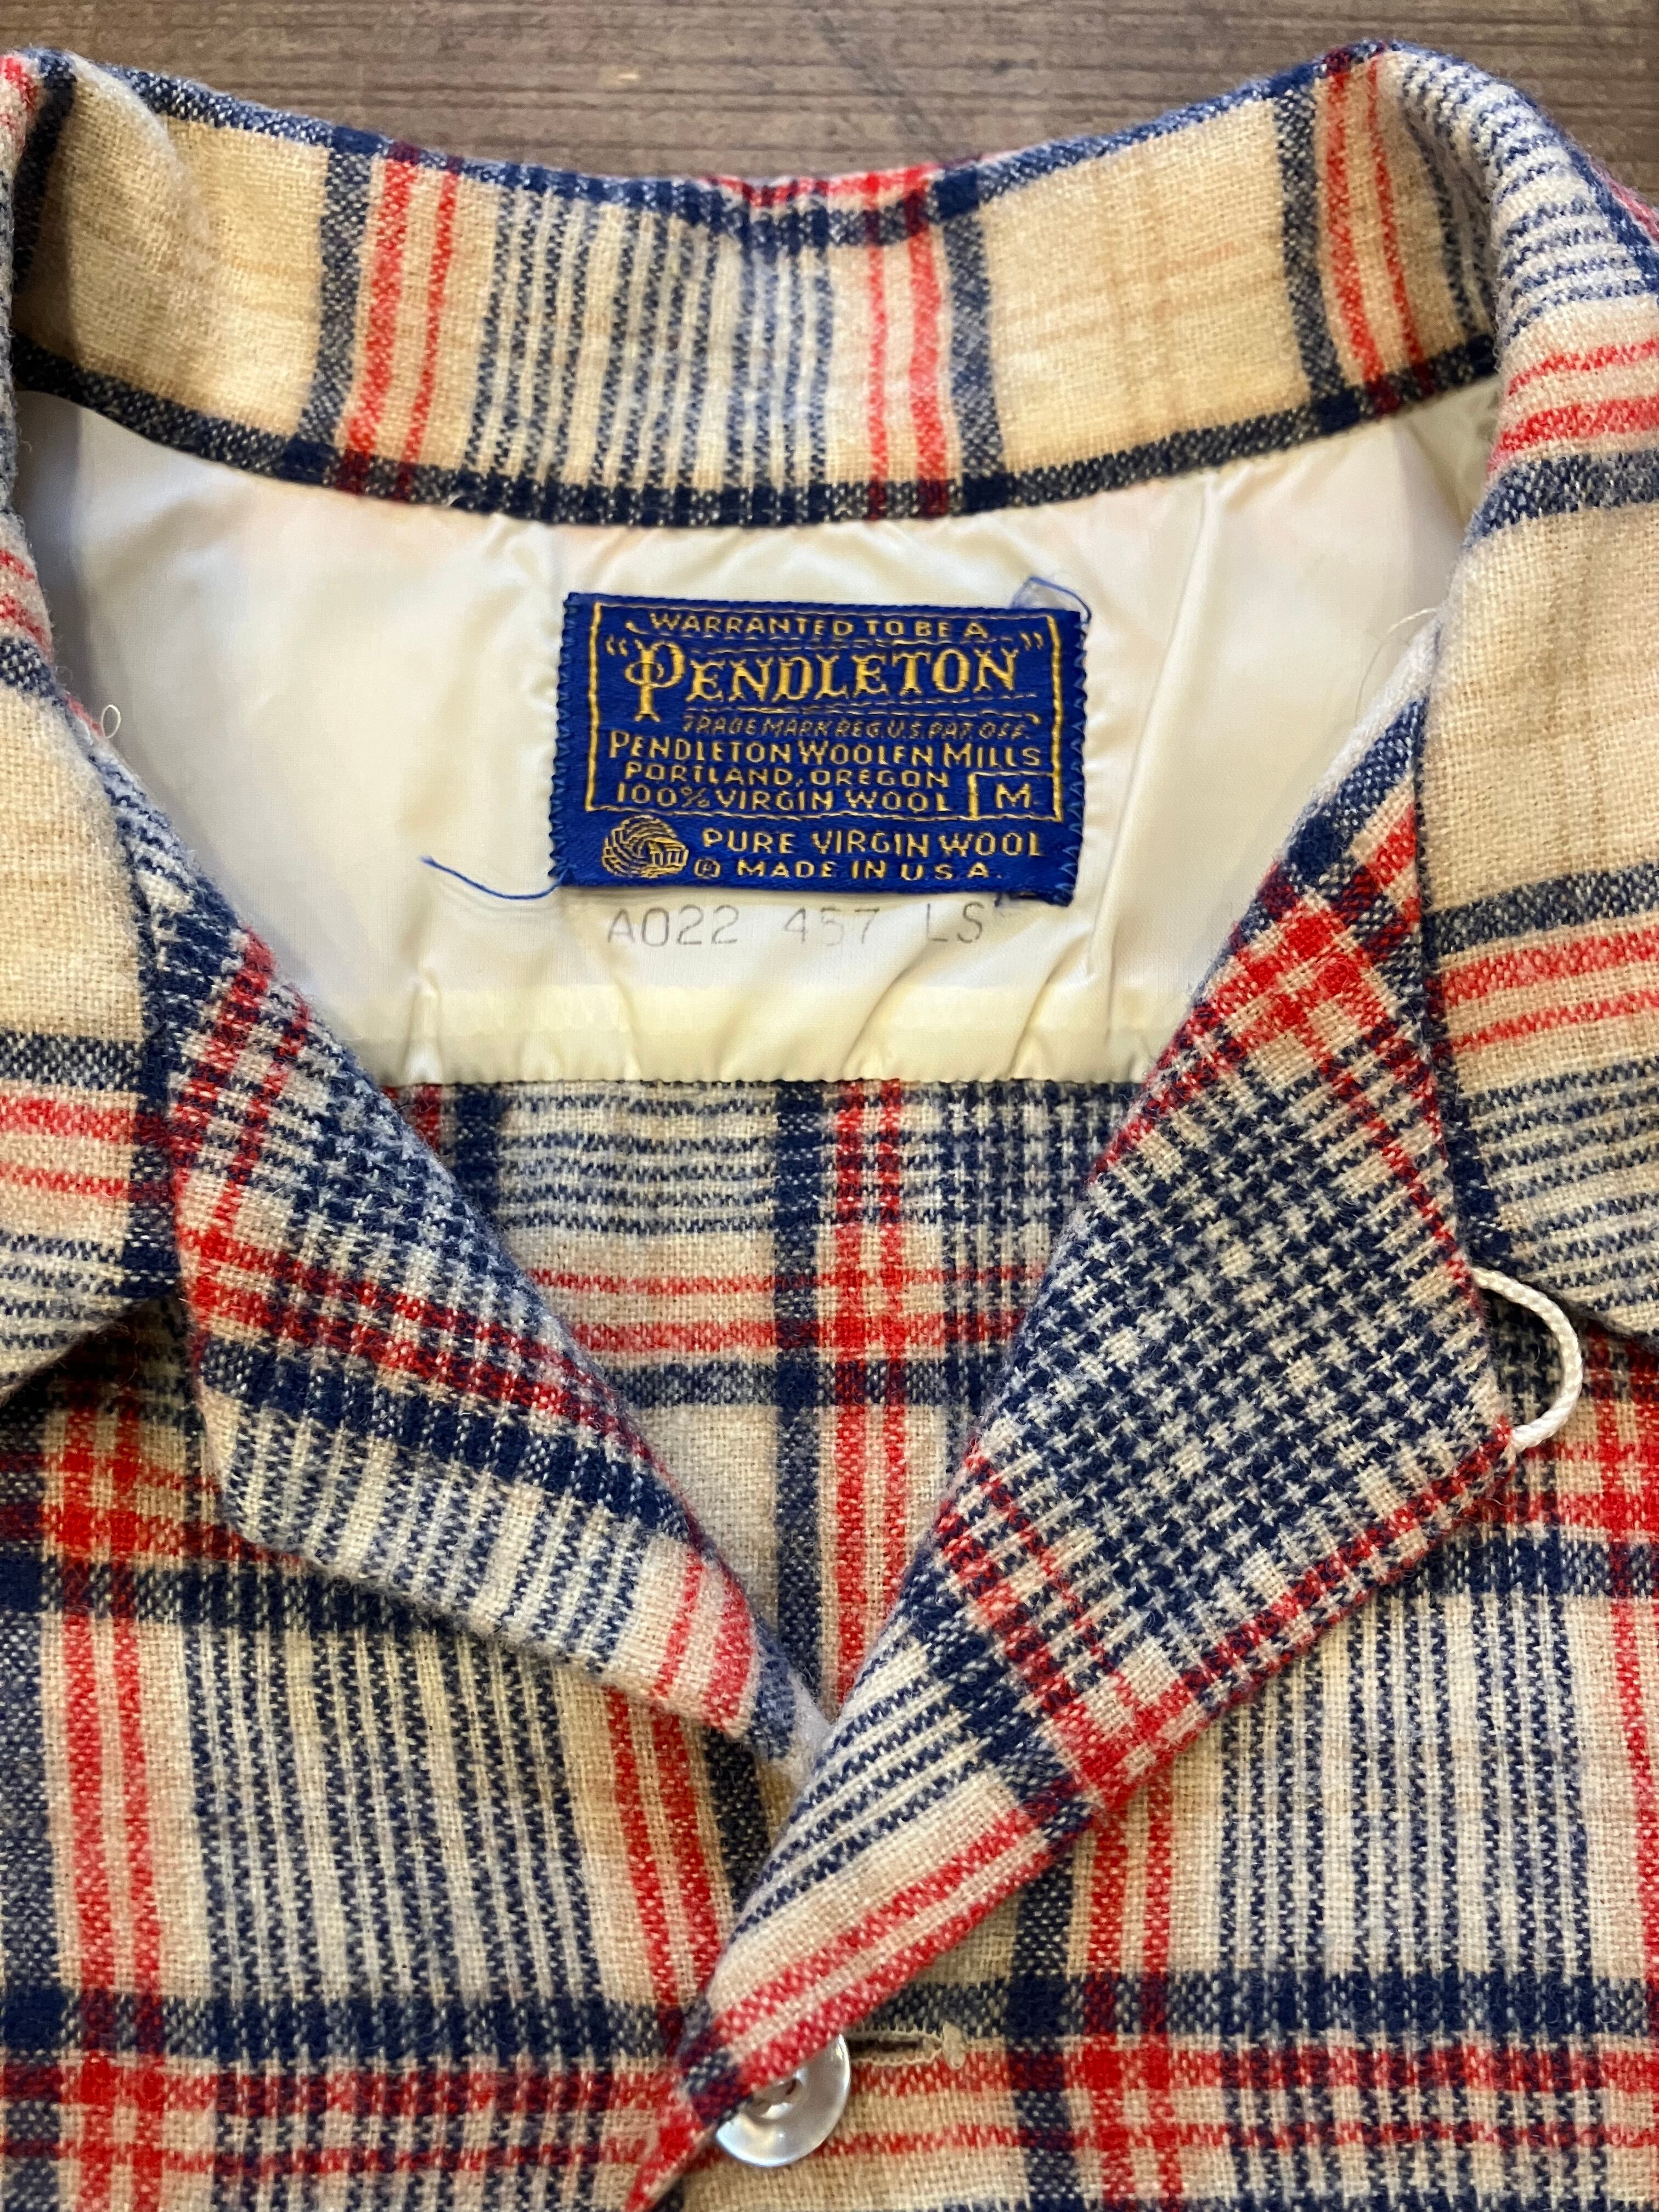 WARRANTED TO BE A
"PENDLETON"
TRADE MARK REG. U.S. PAT. OFF.
PENDLETON WOOLEN MILLS
PORTLAND, OREGON
100% VIRGIN WOOL M.
PURE VIRGIN WOOL
® MADE IN U S A.
A022 457 LS